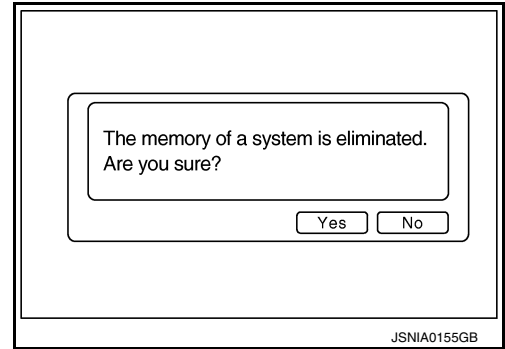 The memory of a system is eliminated.
Are you sure?
Yes No
JSNIA0155GB